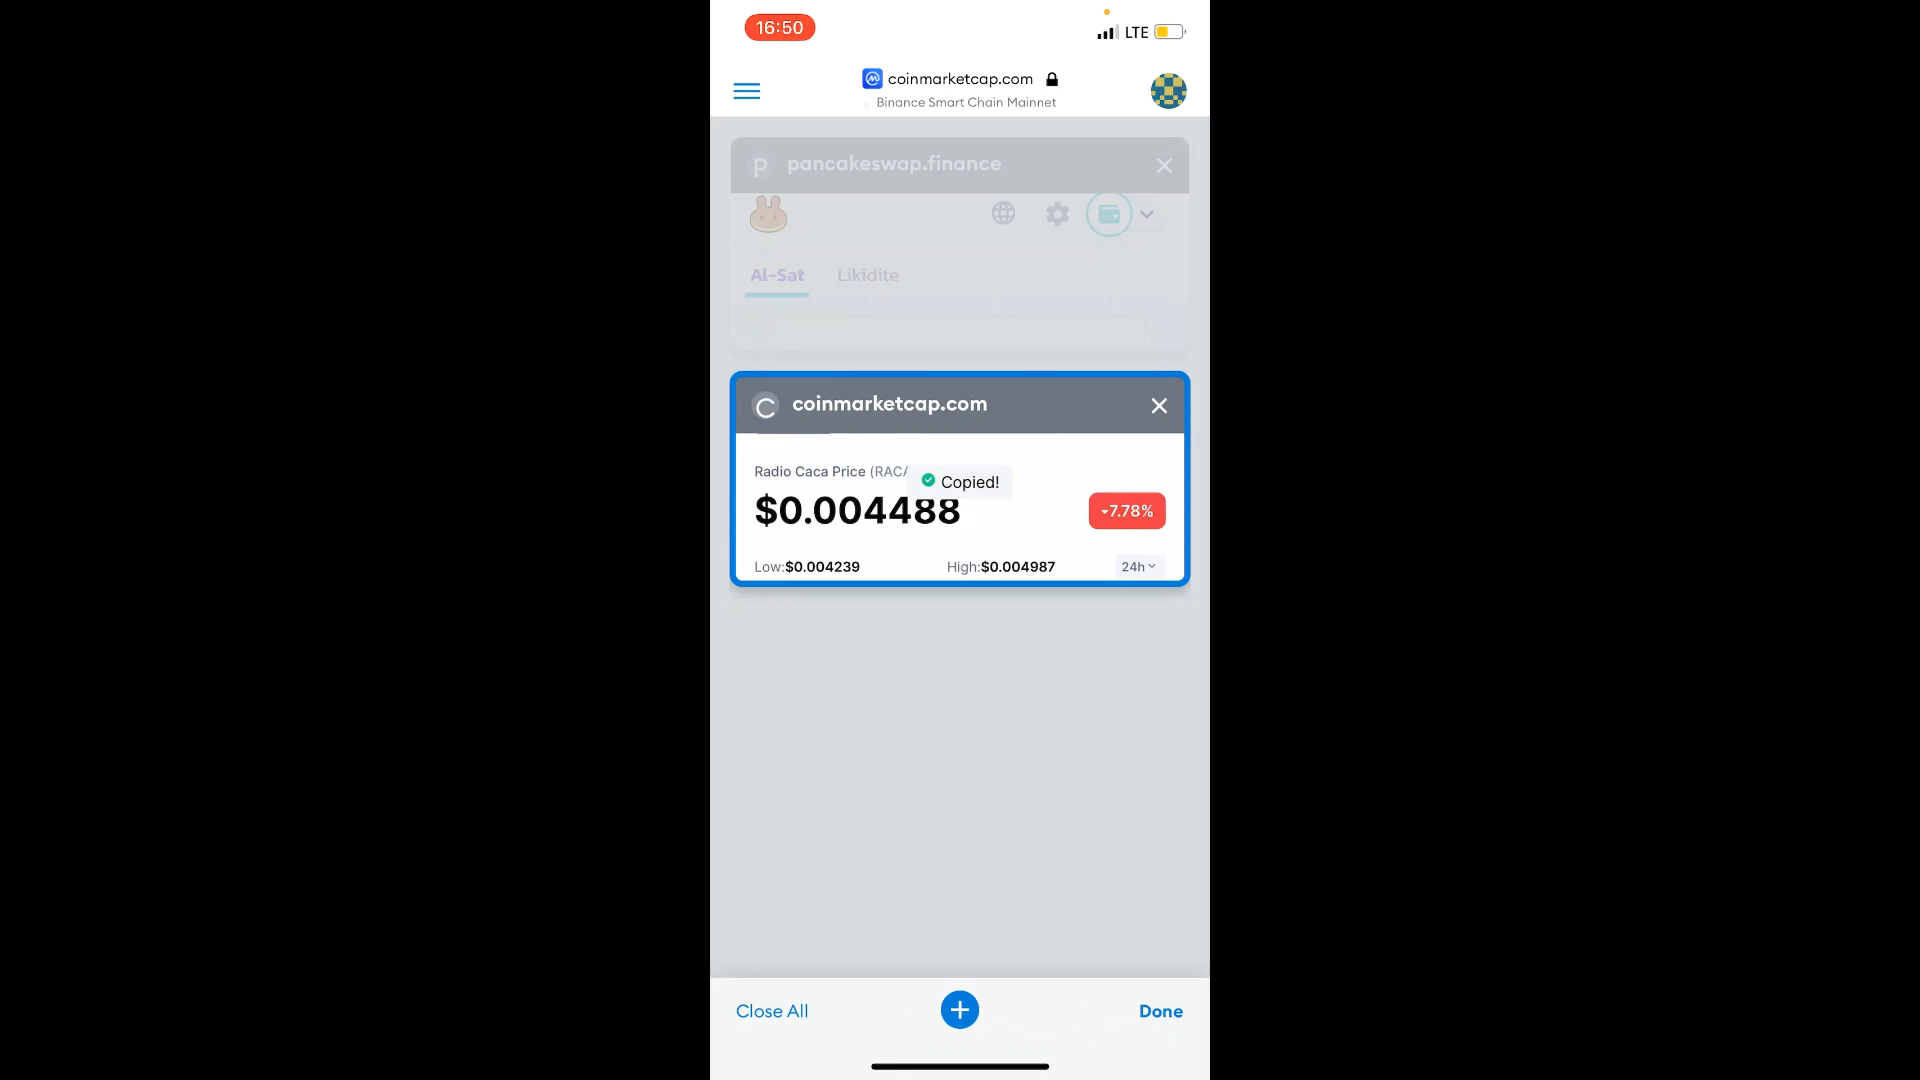 16:50
LTE
coinmarketcap.com
Binance Smart Chain Mainnet
P pancakeswap.finance
Al-Sat Likidite
C coinmarketcap.com
Radio Caca Price (RACA
Copied!
$0.004488
7.78%
Low:$0.004239 High:$0.004987 24h
Close All Done